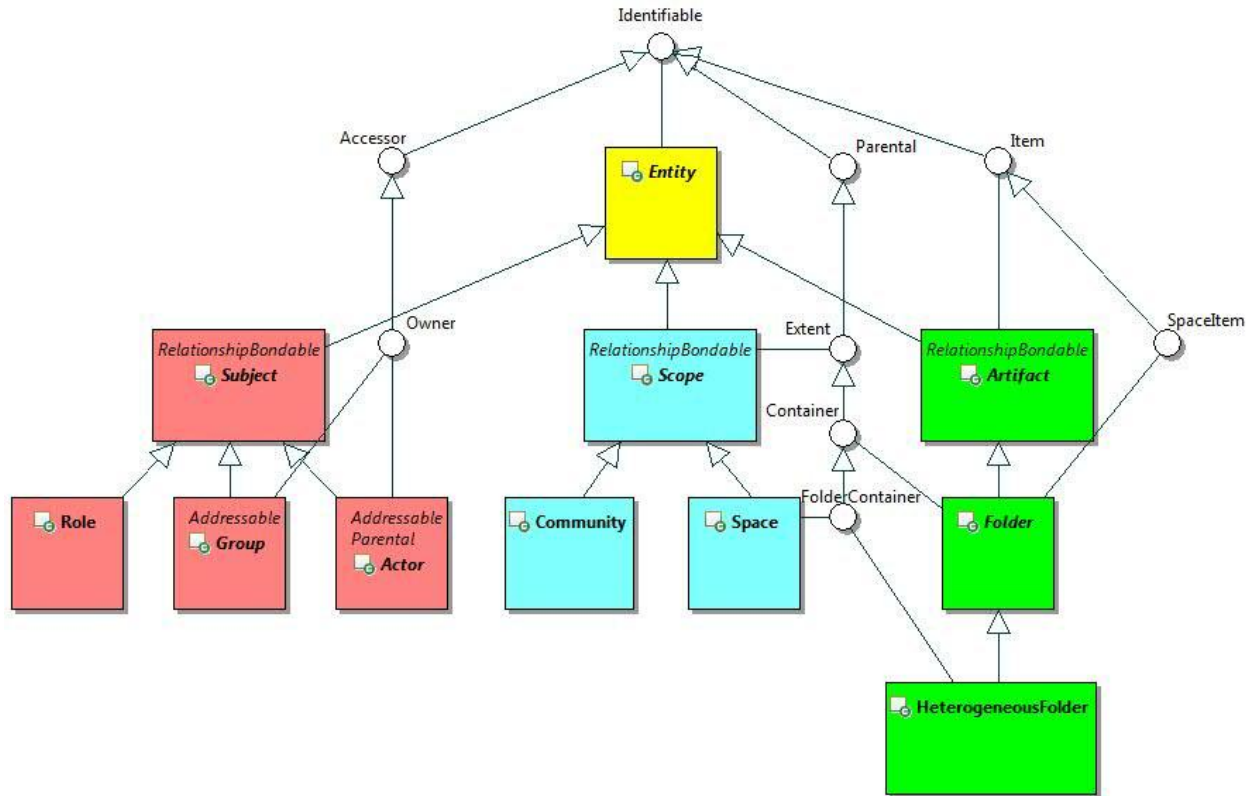 Identifiable
Accessor
Parental
Item
Entity
Owner
Extent
SpaceItem
RelationshipBondable
Subject
RelationshipBondable
Scope
RelationshipBondable
Artifact
Container
FolderContainer
Role
Addressable
Group
Addressable
Parental
Actor
Community
Space
Folder
HeterogeneousFolder